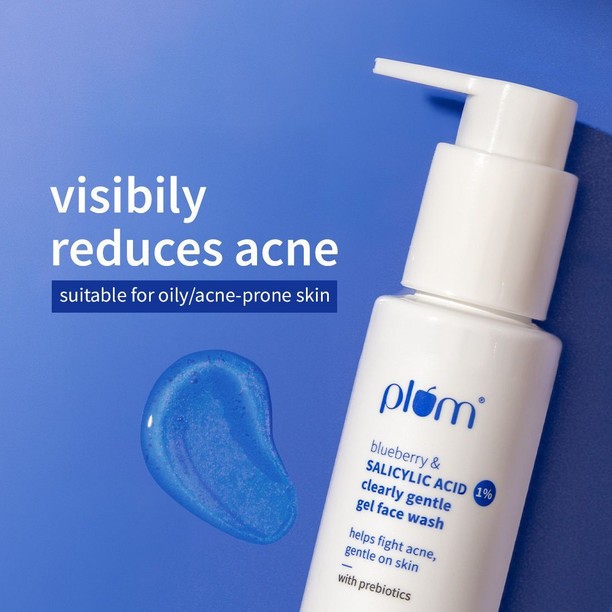 visibily
reduces acne
suitable for oily/acne-prone skin
plum®
blueberry &
SALICYLIC ACID 1%
clearly gentle
gel face wash
helps fight acne,
gentle on skin
with prebiotics